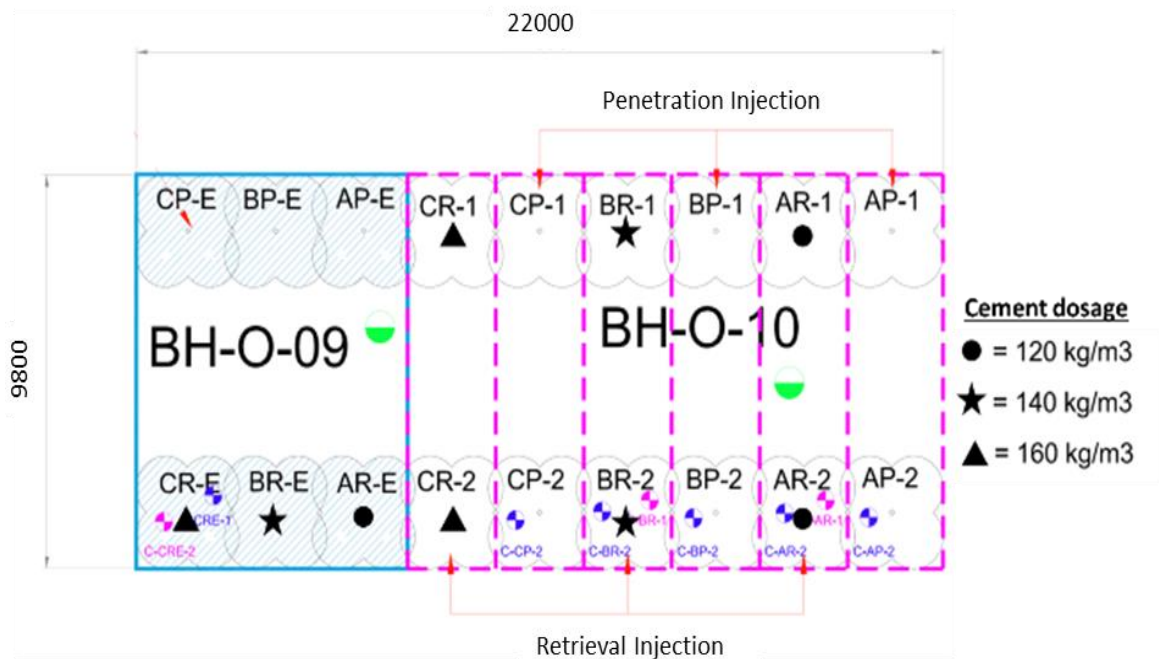 22000
Penetration Injection
CP-E BP-E AP-E CR-1 CP-1 BR-1 BP-1 AR-1 AP-1
9800
BH-O-09
BH-O-10
Cement dosage
= 120 kg/m3
= 140 kg/m3
= 160 kg/m3
CR-E BR-E AR-E CR-2 CP-2 BR-2 BP-2 AR-2 AP-2
CRE-1 BR-1 AR-1
C-CRE-2 C-CP-2 C-BR-2 C-BP-2 C-AR-2 C-AP-2
Retrieval Injection